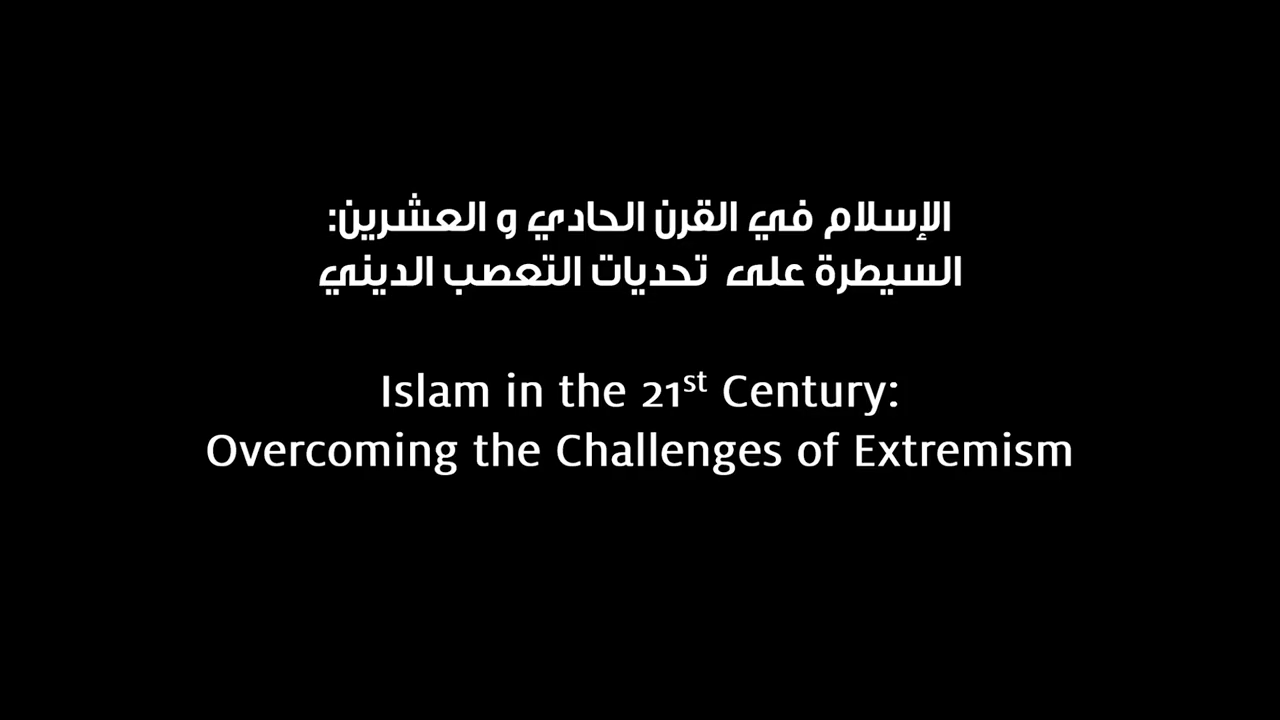 الإسلام في القرن الحادي و العشرين:
السيطرة على تحديات التعصب الديني
Islam in the 21st Century:
Overcoming the Challenges of Extremism